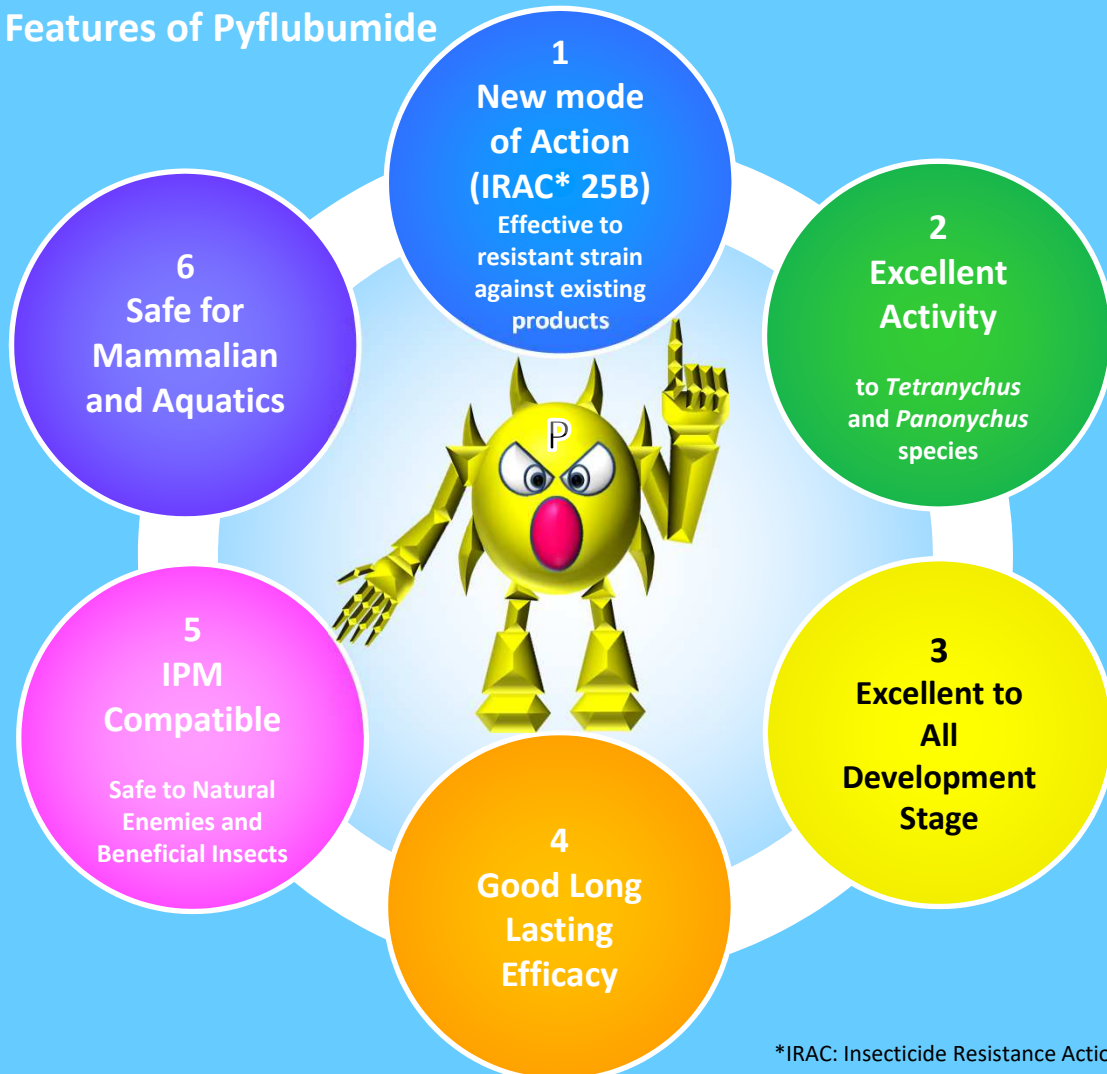 Features of Pyflubumide
1
New mode
of Action
(IRAC* 25B)
Effective to
resistant strain
against existing
products
2
Excellent
Activity
to Tetranychus
and Panonychus
species
3
Excellent to
All
Development
Stage
4
Good Long
Lasting
Efficacy
5
IPM
Compatible
Safe to Natural
Enemies and
Beneficial Insects
6
Safe for
Mammalian
and Aquatics
P
*IRAC: Insecticide Resistance Actio